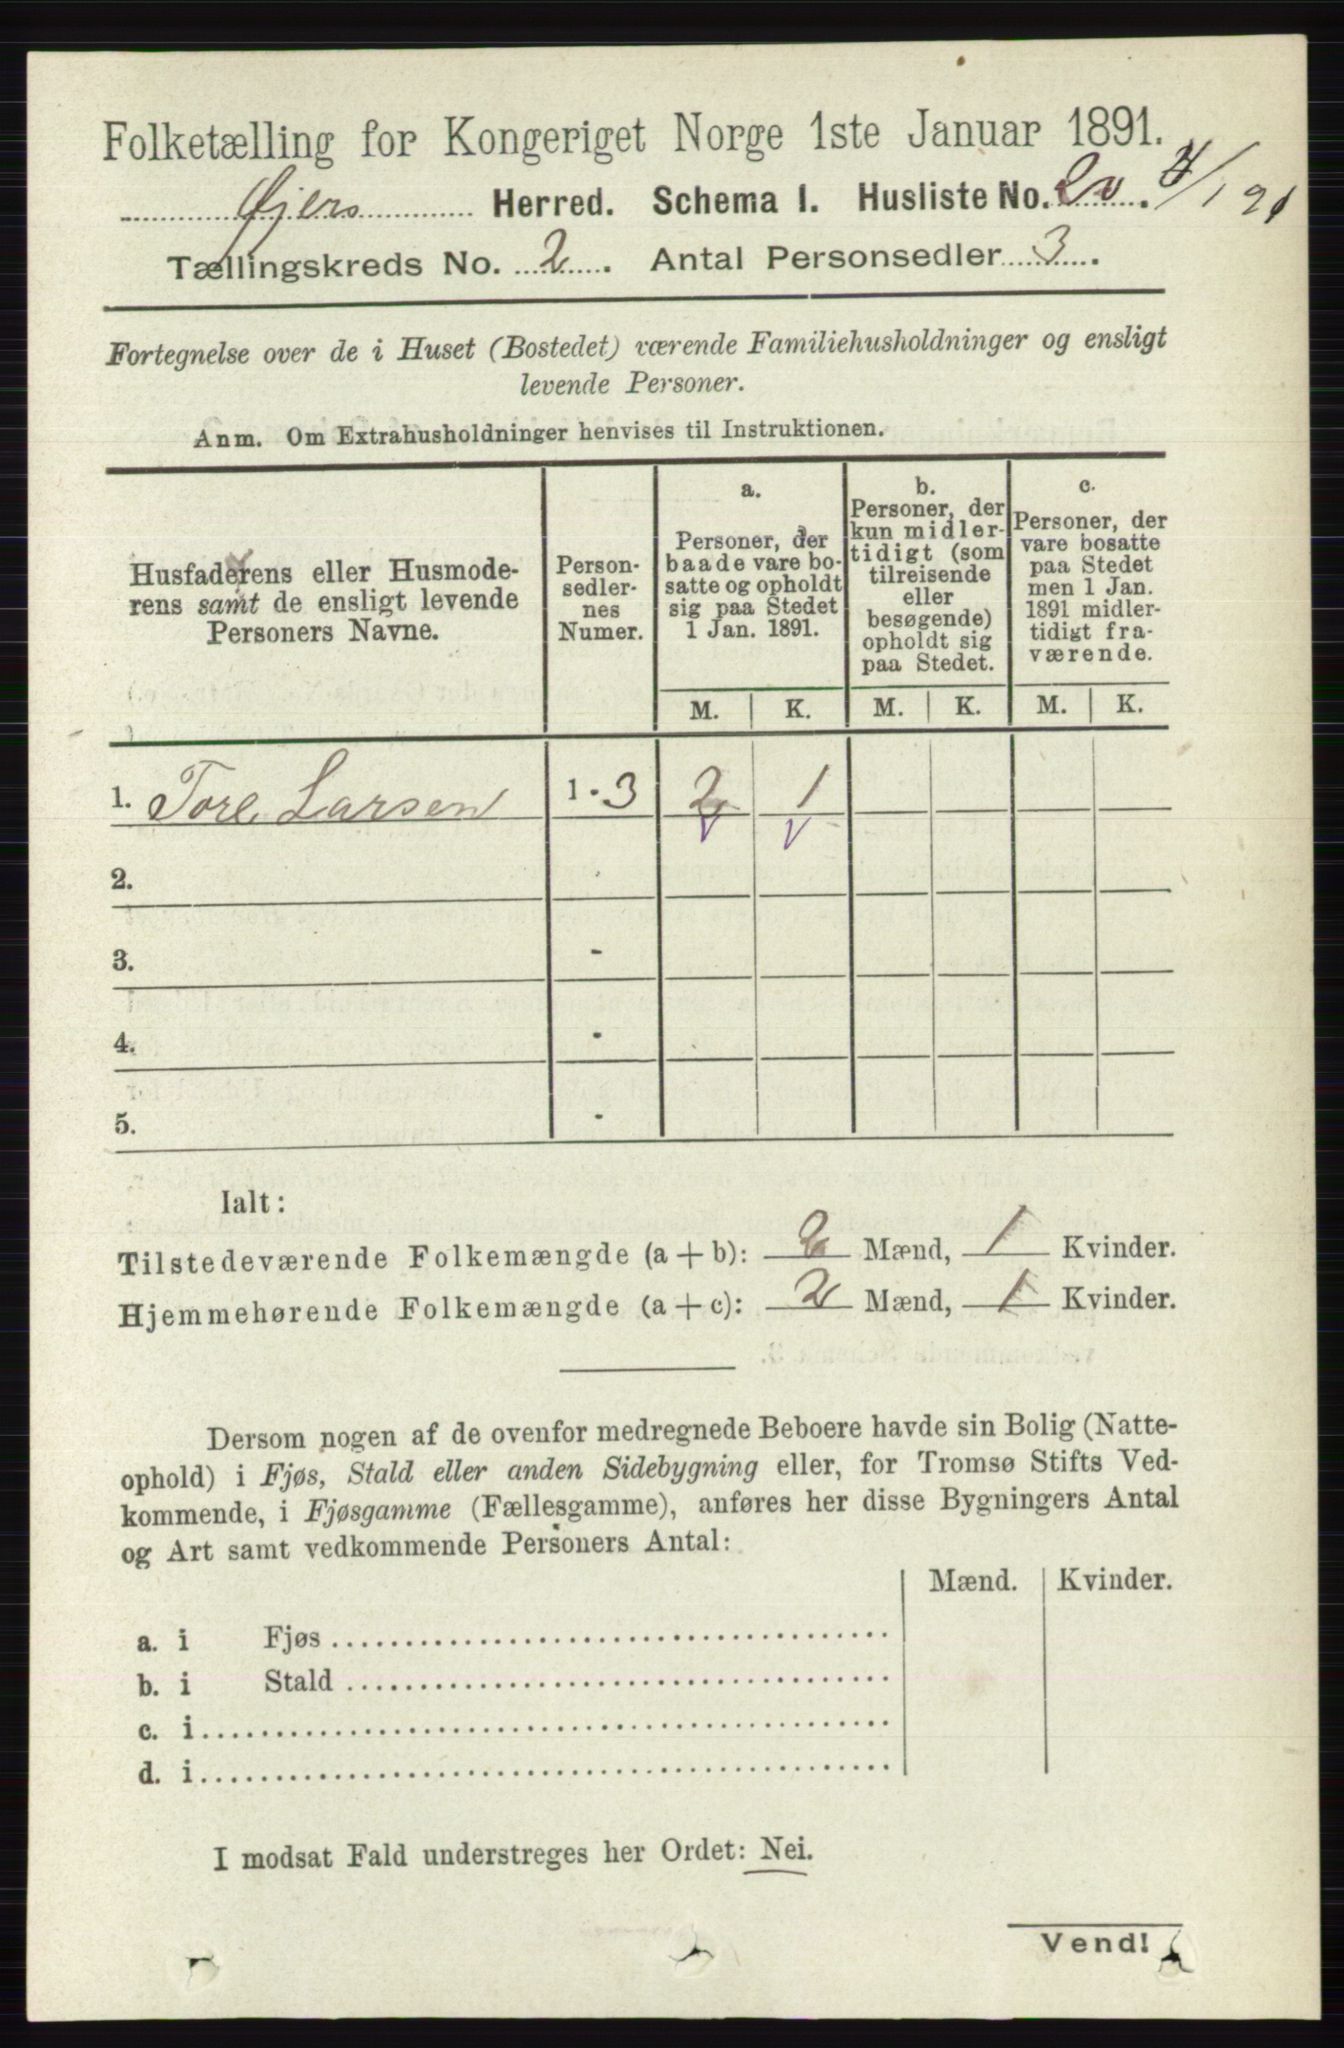 Folketælling for Kongeriget Norge 1ste Januar 1891.
Øjers Herred. Schema I. Husliste No. 20.
Tællingskreds No. 2. Antal Personsedler 3.
Fortegnelse over de i Huset (Bostedet) værende Familiehusholdninger og ensligt
levende Personer.
Anm. Om Extrahusholdninger henvises til Instruktionen.
Husfaderens eller Husmode-
rens samt de ensligt levende
Personers Navne.
Person-
sedler-
nes
Numer.
a.
Personer, der
baade vare bo-
satte og opholdt
sig paa Stedet
1 Jan. 1891.
b.
Personer, der
kun midler-
tidigt (som
tilreisende
eller
besøgende)
opholdt sig
paa Stedet.
c.
Personer, der
vare bosatte
paa Stedet
men 1 Jan.
1891 midler-
tidigt fra-
værende.
M. K. M. K. M. K.
1. Tore Larsen 1 - 3 2 1
2. -
3. -
4. -
5. -
Ialt:
Tilstedeværende Folkemængde (a + b): 2 Mænd, 1 Kvinder.
Hjemmehørende Folkemængde (a + c): 2 Mænd, 1 Kvinder.
Dersom nogen af de ovenfor medregnede Beboere havde sin Bolig (Natte-
ophold) i Fjøs, Stald eller anden Sidebygning eller, for Tromsø Stifts Ved-
kommende, i Fjøsgamme (Fællesgamme), anføres her disse Bygningers Antal
og Art samt vedkommende Personers Antal:
Mænd. Kvinder.
a. i Fjøs
b. i Stald
c. i
d. i
I modsat Fald understreges her Ordet: Nei.
Vend!